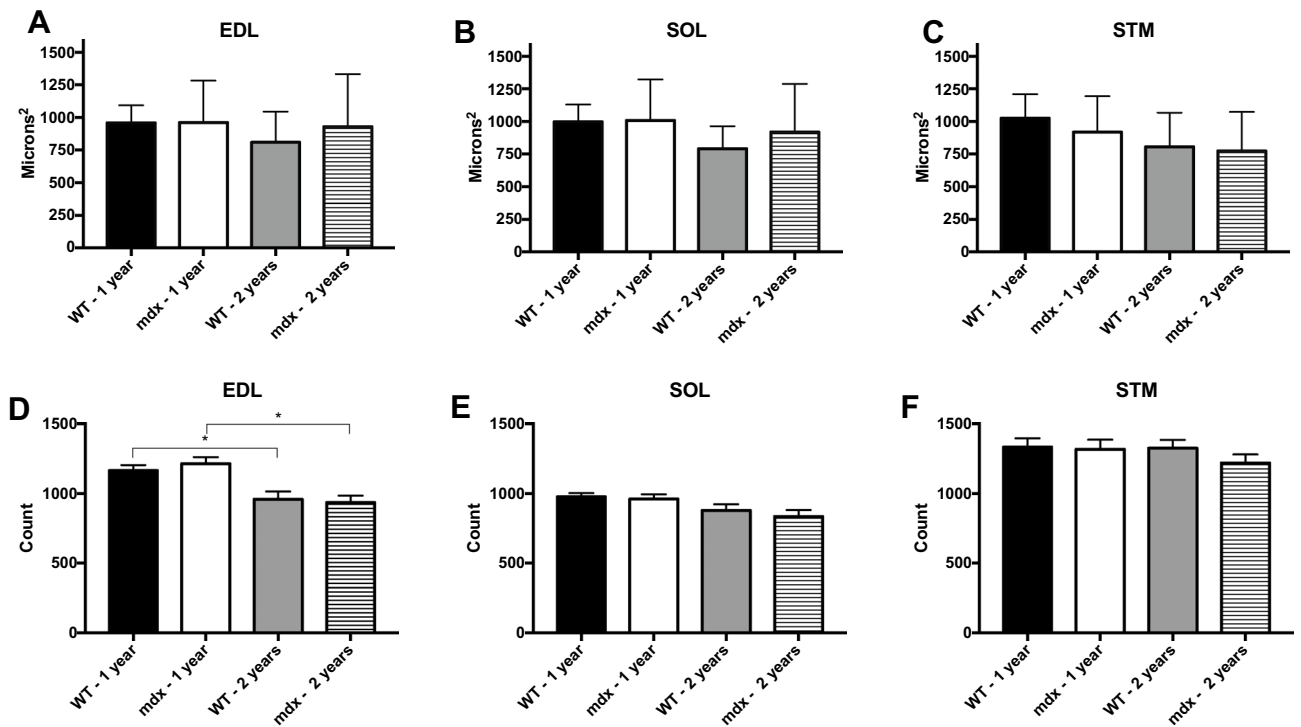 A
EDL
Microns2
1500
1250
1000
750
500
250
0
WT - 1 year
mdx - 1 year
WT - 2 years
mdx - 2 years
B
SOL
Microns2
1500
1250
1000
750
500
250
0
WT - 1 year
mdx - 1 year
WT - 2 years
mdx - 2 years
C
STM
Microns2
1500
1250
1000
750
500
250
0
WT - 1 year
mdx - 1 year
WT - 2 years
mdx - 2 years
D
EDL
Count
1500
1000
500
0
*
*
WT - 1 year
mdx - 1 year
WT - 2 years
mdx - 2 years
E
SOL
Count
1500
1000
500
0
WT - 1 year
mdx - 1 year
WT - 2 years
mdx - 2 years
F
STM
Count
1500
1000
500
0
WT - 1 year
mdx - 1 year
WT - 2 years
mdx - 2 years